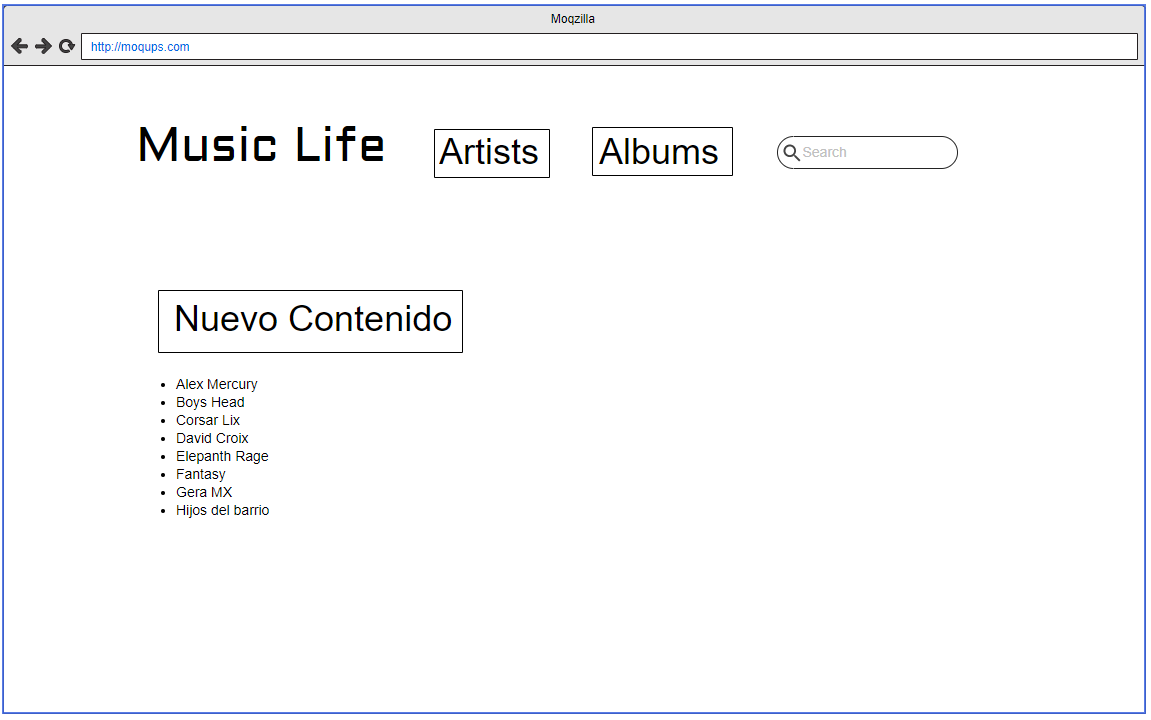 Moqzilla
http://moqups.com
Music Life
Artists
Albums
Search
Nuevo Contenido
Alex Mercury
Boys Head
Corsar Lix
David Croix
Elepanth Rage
Fantasy
Gera MX
Hijos del barrio